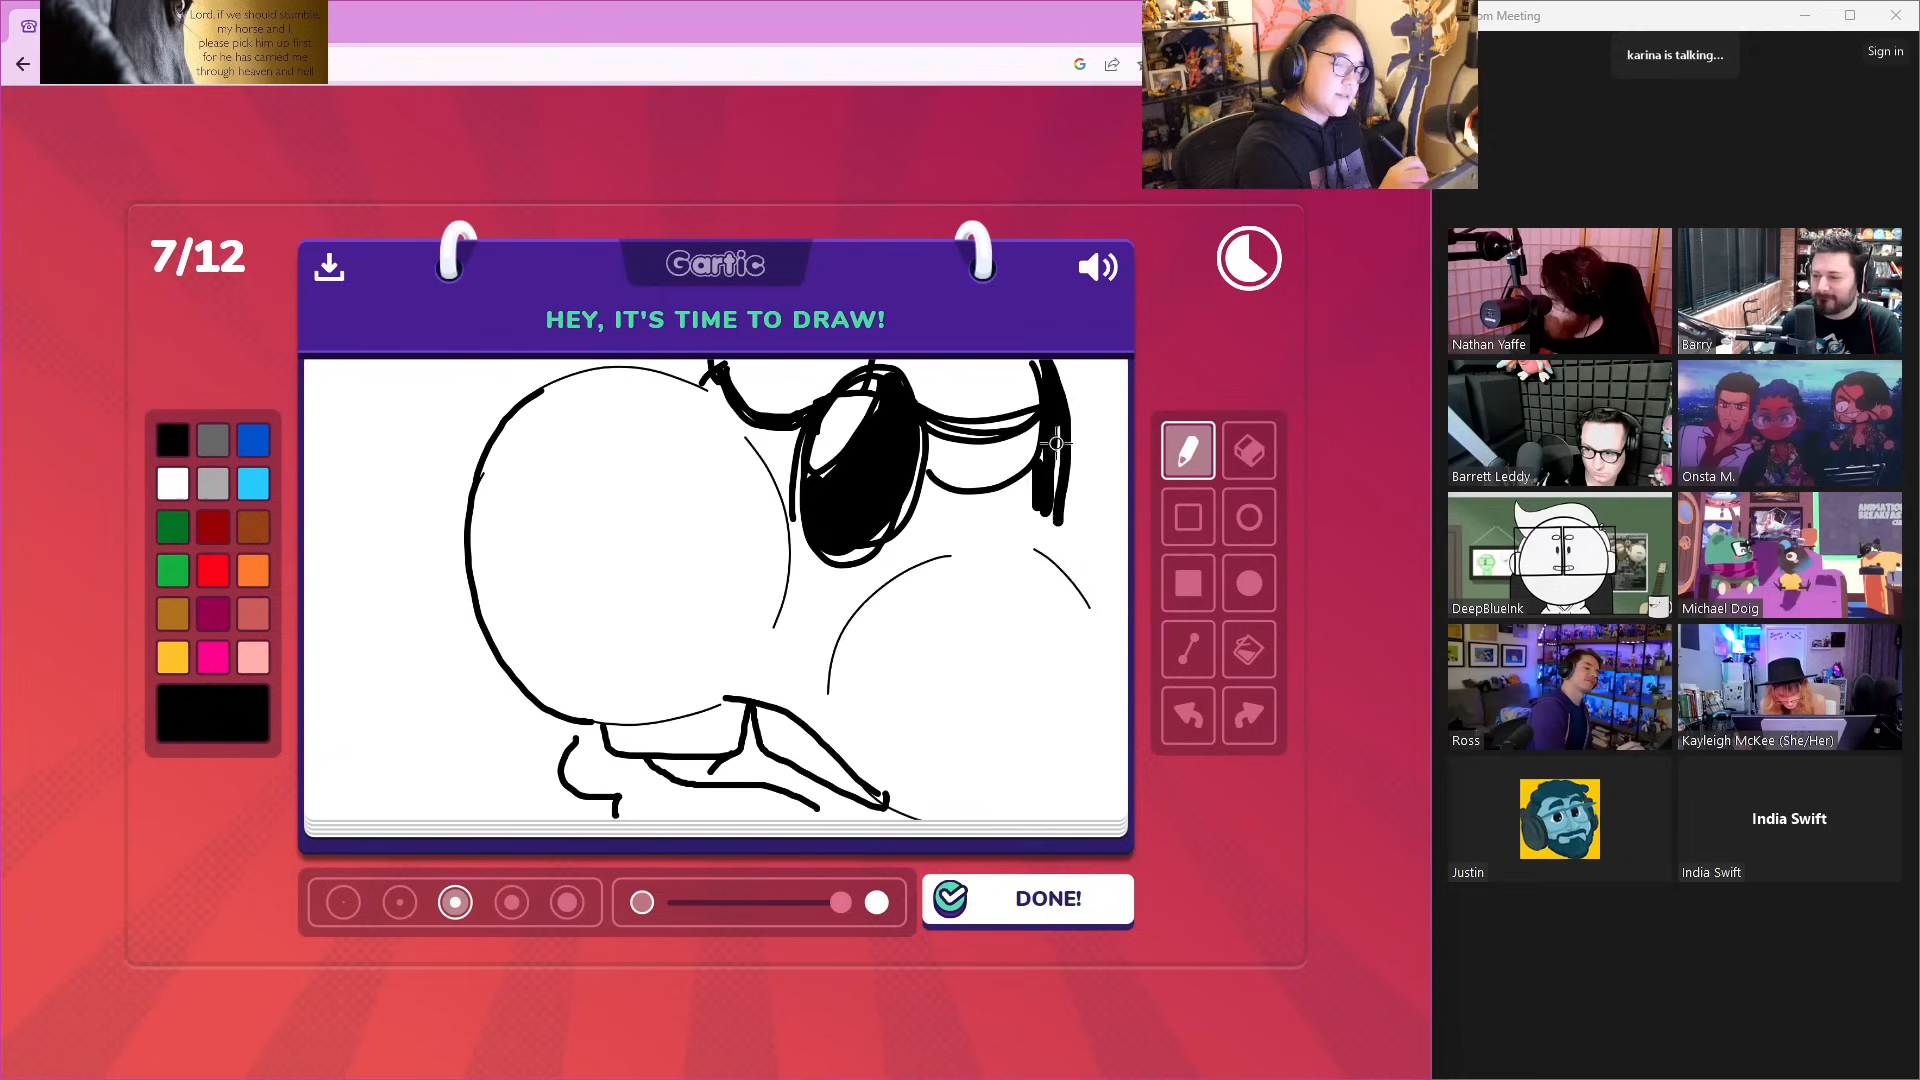 Lord, if we should stumble,
my horse and I
please pick him up first
for he has carried me
through heaven and hell
om Meeting
karina is talking...
Sign in
7/12
Gartic
HEY, IT'S TIME TO DRAW!
DONE!
Nathan Yaffe
Barry
Barrett Leddy
Onsta M.
DeepBlueInk
ANIMATION
BREAKFAST
Michael Doig
Ross
Kayleigh McKee (She/Her)
India Swift
Justin
India Swift